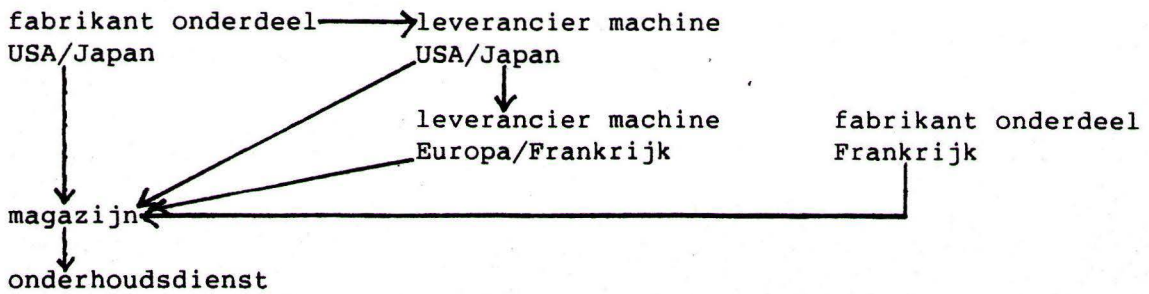 fabrikant onderdeel
USA/Japan
leverancier machine
USA/Japan
leverancier machine
Europa/Frankrijk
fabrikant onderdeel
Frankrijk
magazijn
onderhoudsdienst